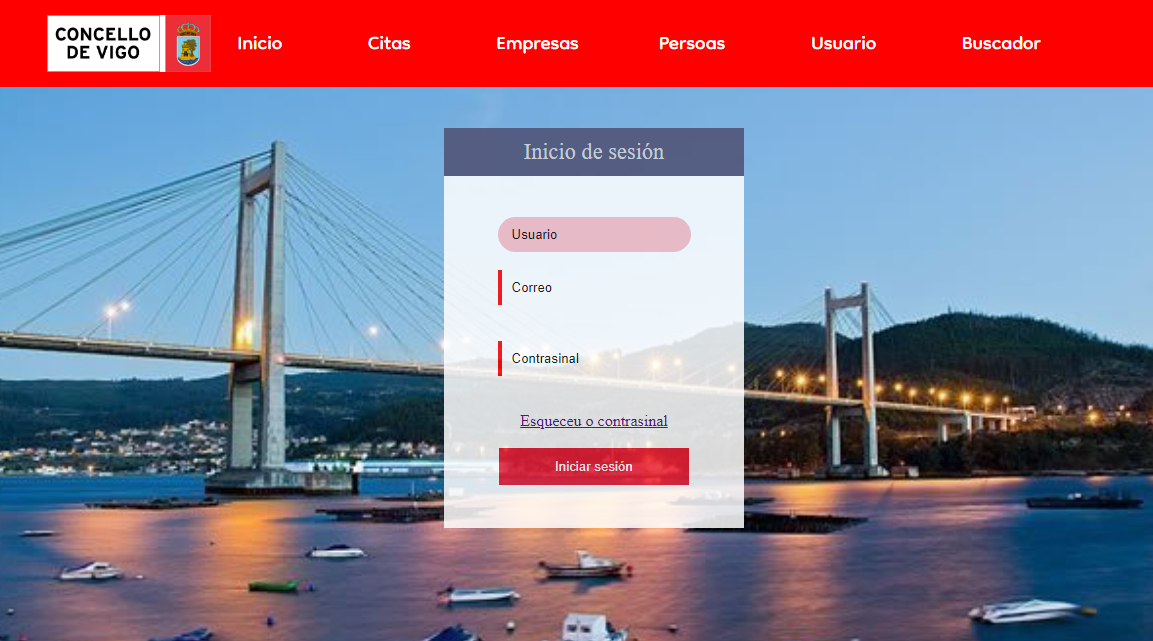 CONCELLO
DE VIGO
Inicio
Citas
Empresas
Persoas
Usuario
Buscador
Inicio de sesión
Usuario
Correo
Contrasinal
Esqueceu o contrasinal
Iniciar sesión